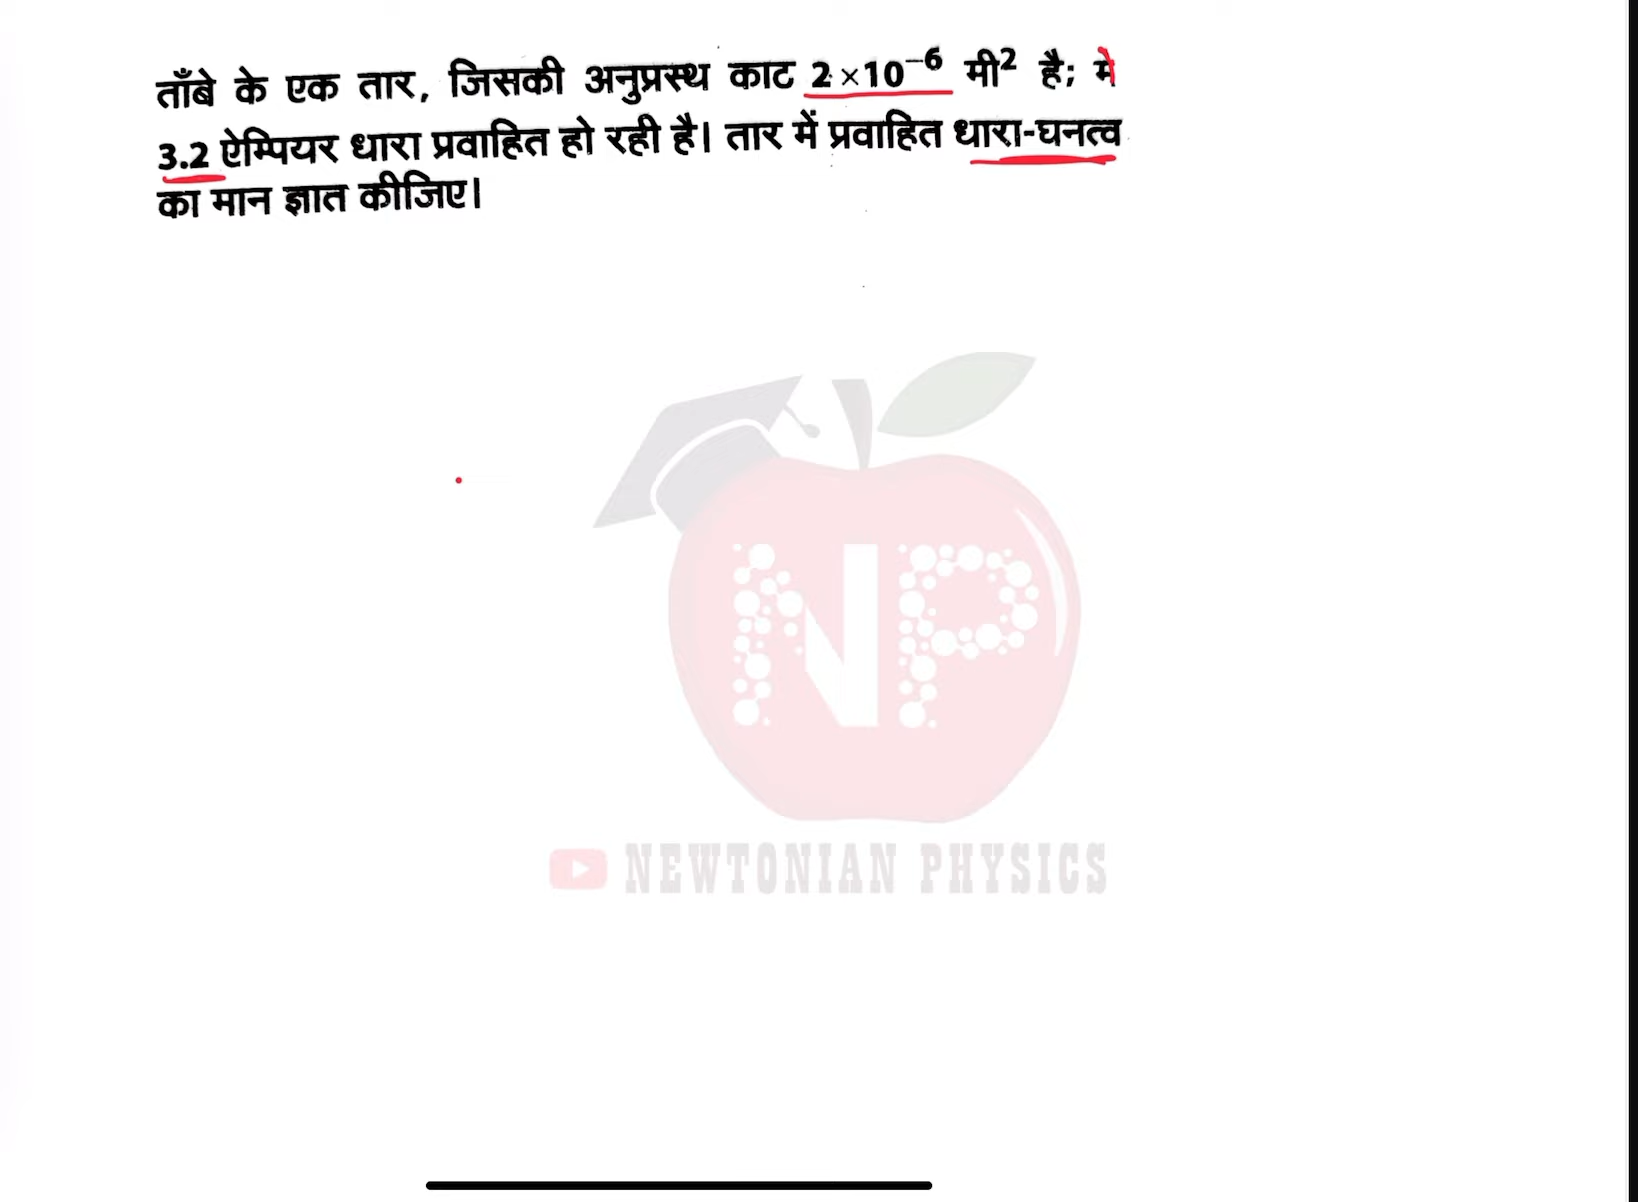 ताँबे के एक तार, जिसकी अनुप्रस्थ काट 2×10⁻⁶ मी² है; में
3.2 ऐम्पियर धारा प्रवाहित हो रही है। तार में प्रवाहित धारा-घनत्व
का मान ज्ञात कीजिए।
NP
NEWTONIAN PHYSICS